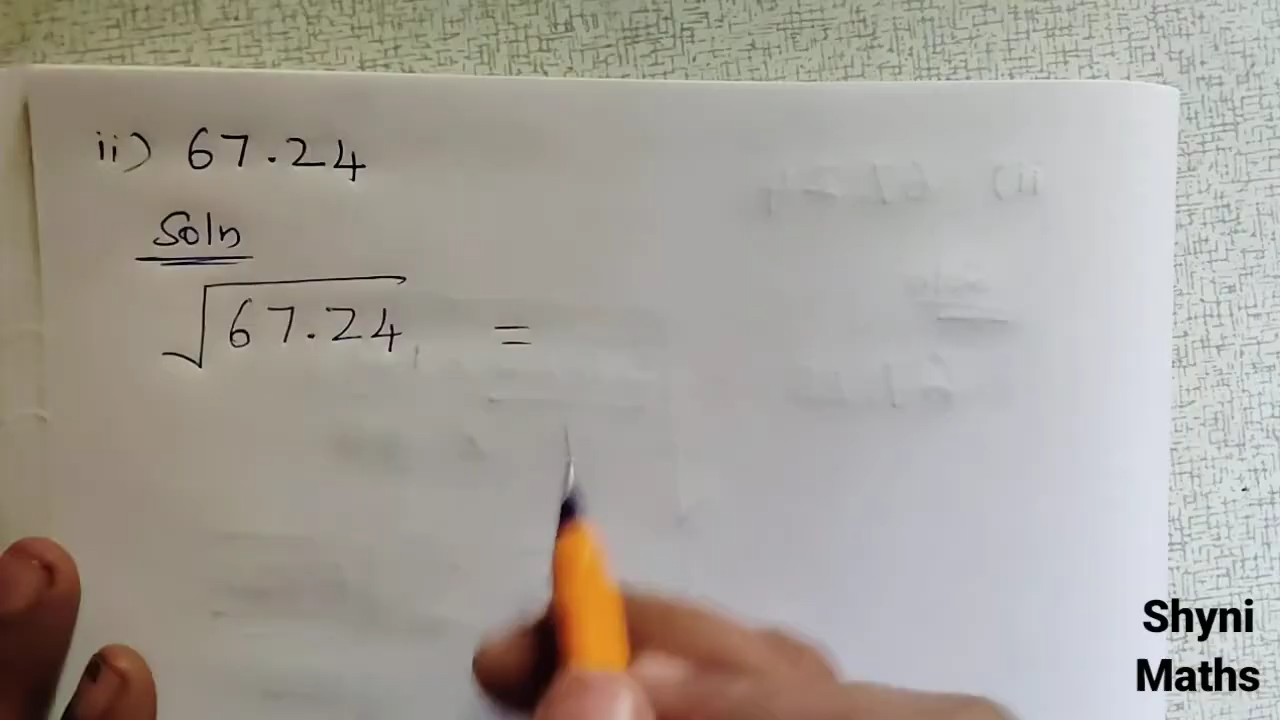 ii) 67.24
Soln
√67.24 =
Shyni
Maths